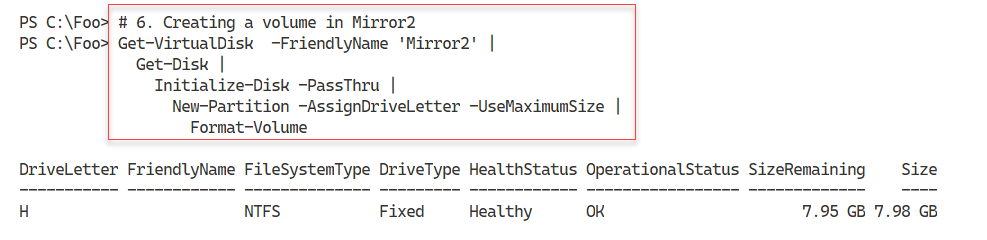 PS C:\Foo> # 6. Creating a volume in Mirror2
PS C:\Foo> Get-VirtualDisk  -FriendlyName 'Mirror2' |
Get-Disk |
Initialize-Disk -PassThru |
New-Partition -AssignDriveLetter -UseMaximumSize |
Format-Volume
DriveLetter FriendlyName FileSystemType DriveType HealthStatus OperationalStatus SizeRemaining    Size
----------- ------------ -------------- --------- ------------ ----------------- -------------    ----
H                        NTFS           Fixed     Healthy      OK                      7.95 GB 7.98 GB